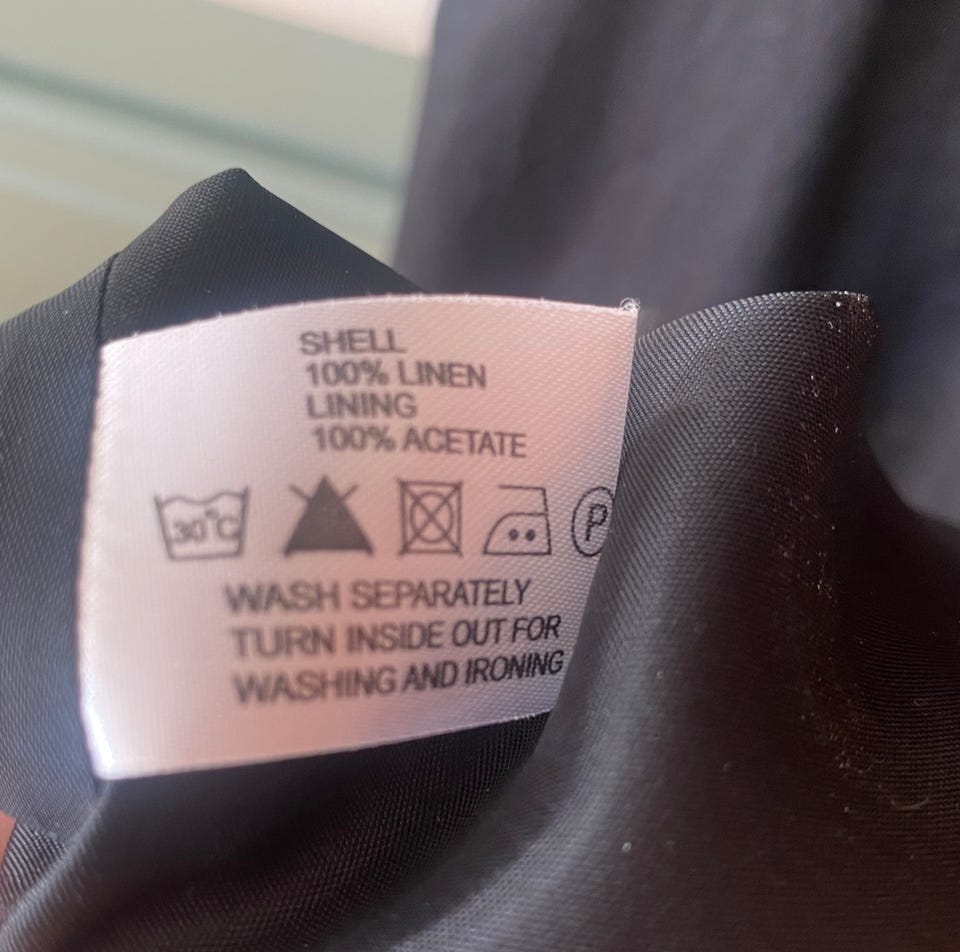 SHELL
100% LINEN
LINING
100% ACETATE
30°C P
WASH SEPARATELY
TURN INSIDE OUT FOR
WASHING AND IRONING